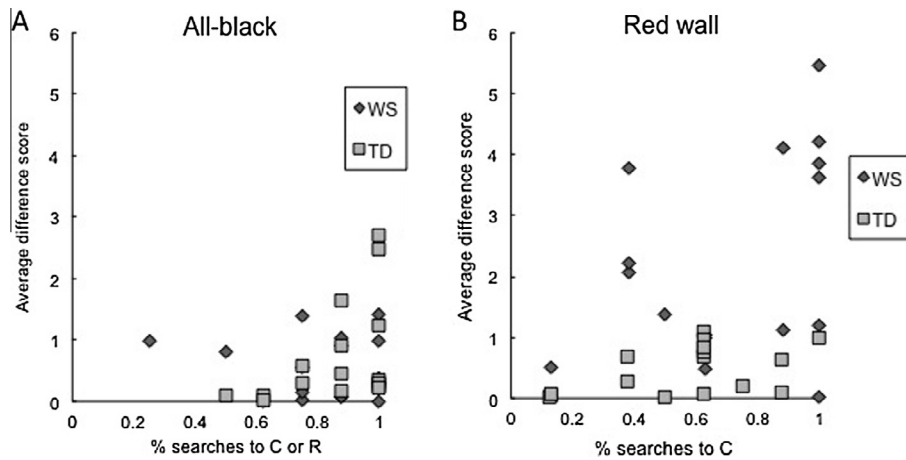 A
All-black
Average difference score
6
5
4
3
2
1
0
0
0.2
0.4
0.6
0.8
1
% searches to C or R
WS
TD
B
Red wall
Average difference score
6
5
4
3
2
1
0
0
0.2
0.4
0.6
0.8
1
% searches to C
WS
TD